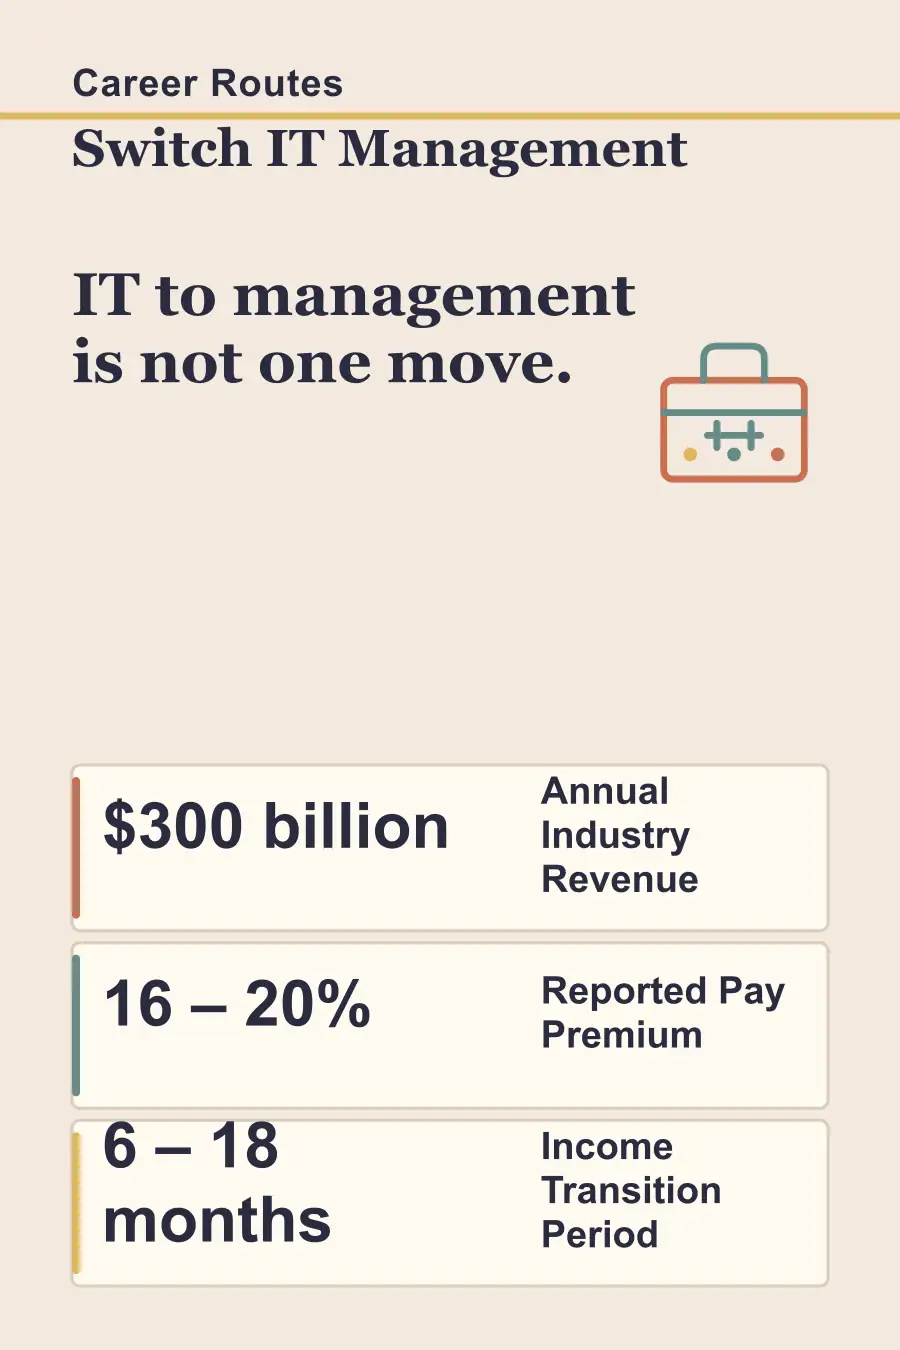 Career Routes
Switch IT Management
IT to management
is not one move.
$300 billion
Annual
Industry
Revenue
16 – 20%
Reported Pay
Premium
6 – 18
months
Income
Transition
Period